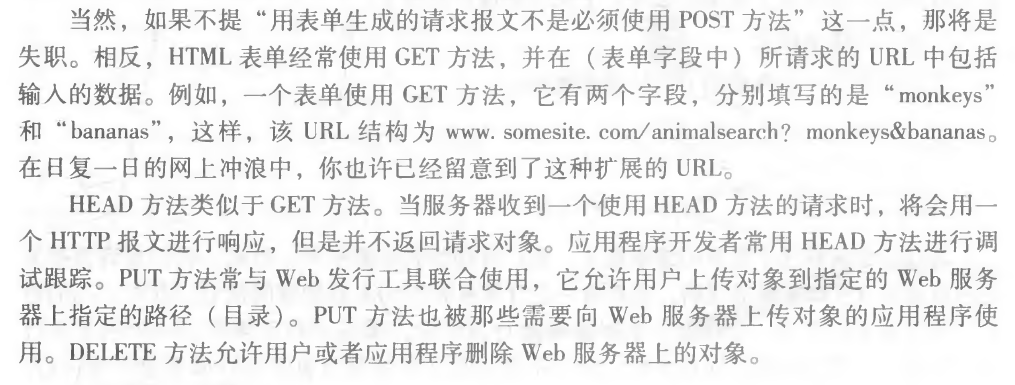 当然，如果不提“用表单生成的请求报文不是必须使用 POST 方法”这一点，那将是
失职。相反，HTML 表单经常使用 GET 方法，并在（表单字段中）所请求的 URL 中包括
输入的数据。例如，一个表单使用 GET 方法，它有两个字段，分别填写的是“monkeys”
和“bananas”，这样，该 URL 结构为 www. somesite. com/animalsearch? monkeys&bananas。
在日复一日的网上冲浪中，你也许已经留意到了这种扩展的 URL。
HEAD 方法类似于 GET 方法。当服务器收到一个使用 HEAD 方法的请求时，将会用一
个 HTTP 报文进行响应，但是并不返回请求对象。应用程序开发者常用 HEAD 方法进行调
试跟踪。PUT 方法常与 Web 发行工具联合使用，它允许用户上传对象到指定的 Web 服务
器上指定的路径（目录）。PUT 方法也被那些需要向 Web 服务器上传对象的应用程序使
用。DELETE 方法允许用户或者应用程序删除 Web 服务器上的对象。